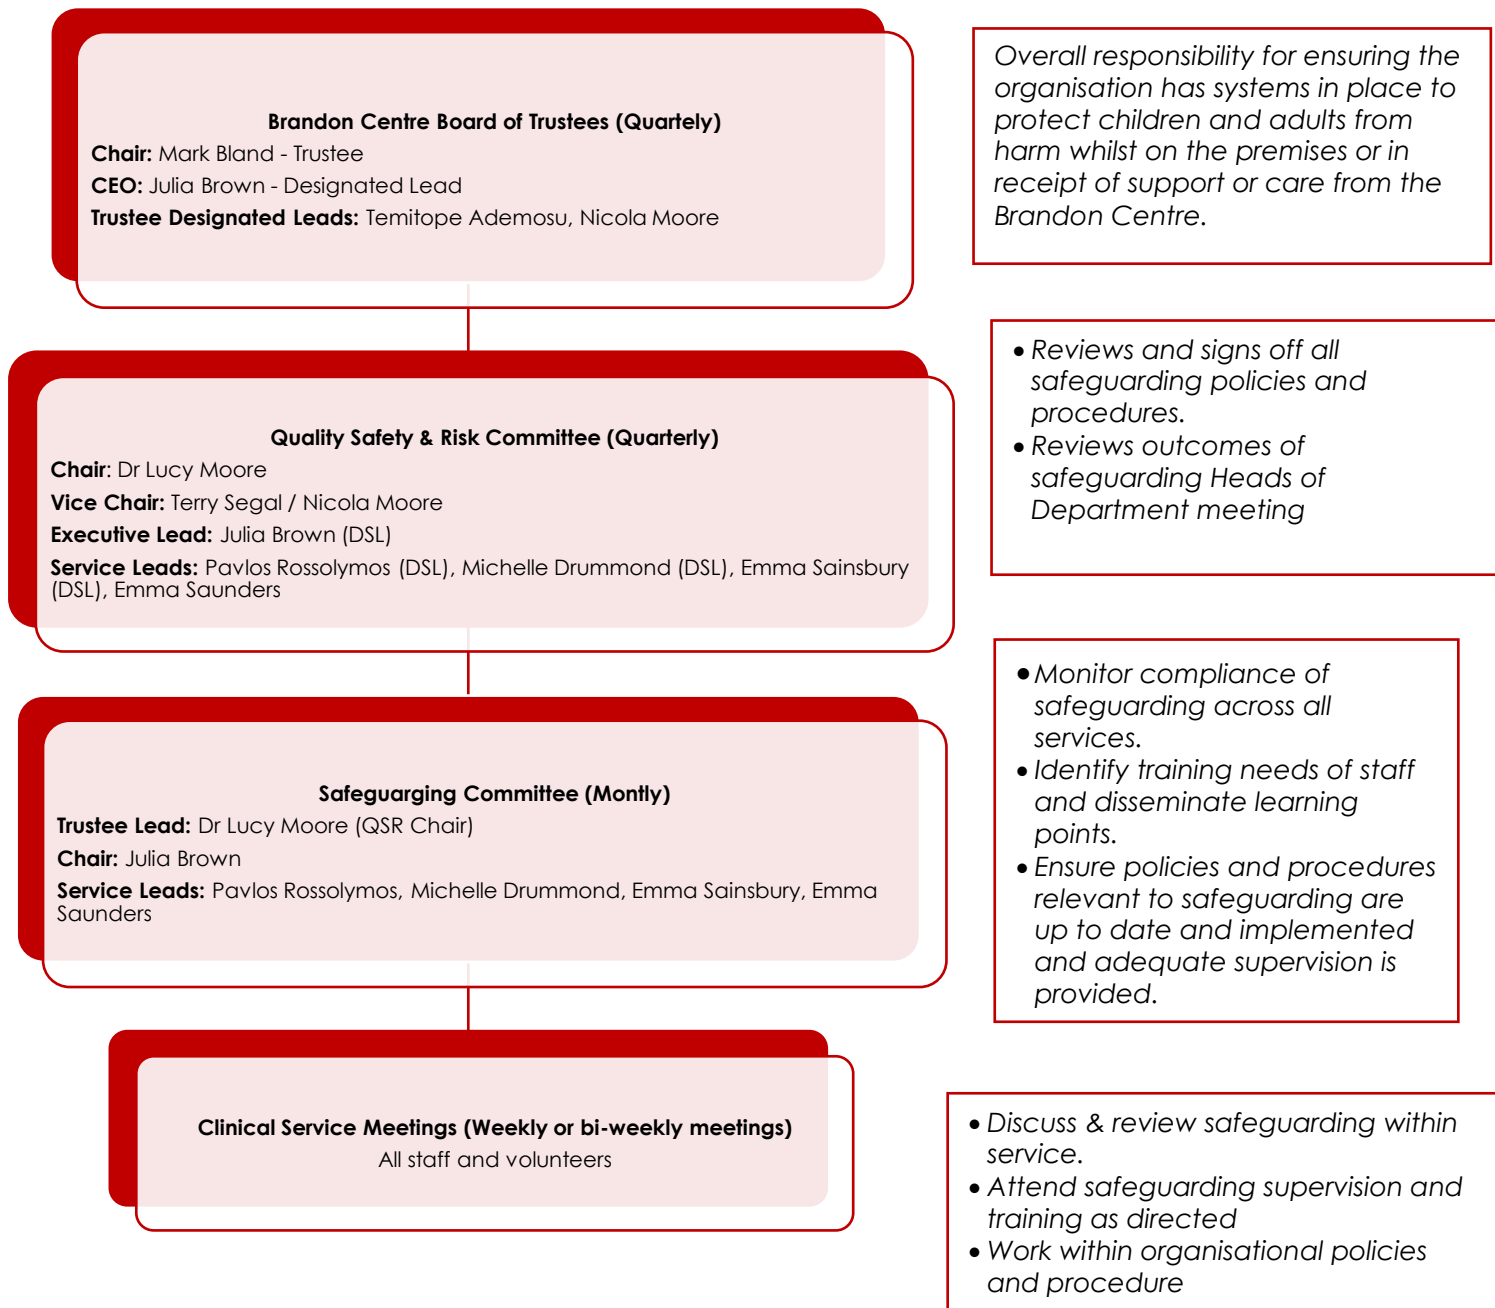 Brandon Centre Board of Trustees (Quartely)
Chair: Mark Bland - Trustee
CEO: Julia Brown - Designated Lead
Trustee Designated Leads: Temitope Ademosu, Nicola Moore
Overall responsibility for ensuring the
organisation has systems in place to
protect children and adults from
harm whilst on the premises or in
receipt of support or care from the
Brandon Centre.
Quality Safety & Risk Committee (Quarterly)
Chair: Dr Lucy Moore
Vice Chair: Terry Segal / Nicola Moore
Executive Lead: Julia Brown (DSL)
Service Leads: Pavlos Rossolymos (DSL), Michelle Drummond (DSL), Emma Sainsbury
(DSL), Emma Saunders
• Reviews and signs off all
safeguarding policies and
procedures.
• Reviews outcomes of
safeguarding Heads of
Department meeting
Safeguarging Committee (Montly)
Trustee Lead: Dr Lucy Moore (QSR Chair)
Chair: Julia Brown
Service Leads: Pavlos Rossolymos, Michelle Drummond, Emma Sainsbury, Emma
Saunders
• Monitor compliance of
safeguarding across all
services.
• Identify training needs of staff
and disseminate learning
points.
• Ensure policies and procedures
relevant to safeguarding are
up to date and implemented
and adequate supervision is
provided.
Clinical Service Meetings (Weekly or bi-weekly meetings)
All staff and volunteers
• Discuss & review safeguarding within
service.
• Attend safeguarding supervision and
training as directed
• Work within organisational policies
and procedure